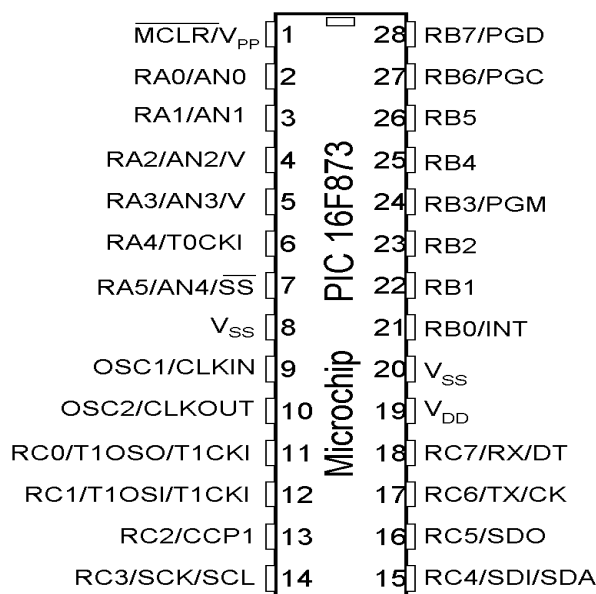 MCLR/VPP 1 28 RB7/PGD
RA0/AN0 2 27 RB6/PGC
RA1/AN1 3 26 RB5
RA2/AN2/V 4 25 RB4
RA3/AN3/V 5 24 RB3/PGM
RA4/T0CKI 6 23 RB2
RA5/AN4/SS 7 22 RB1
VSS 8 21 RB0/INT
OSC1/CLKIN 9 20 VSS
OSC2/CLKOUT 10 19 VDD
RC0/T1OSO/T1CKI 11 18 RC7/RX/DT
RC1/T1OSI/T1CKI 12 17 RC6/TX/CK
RC2/CCP1 13 16 RC5/SDO
RC3/SCK/SCL 14 15 RC4/SDI/SDA
Microchip PIC 16F873